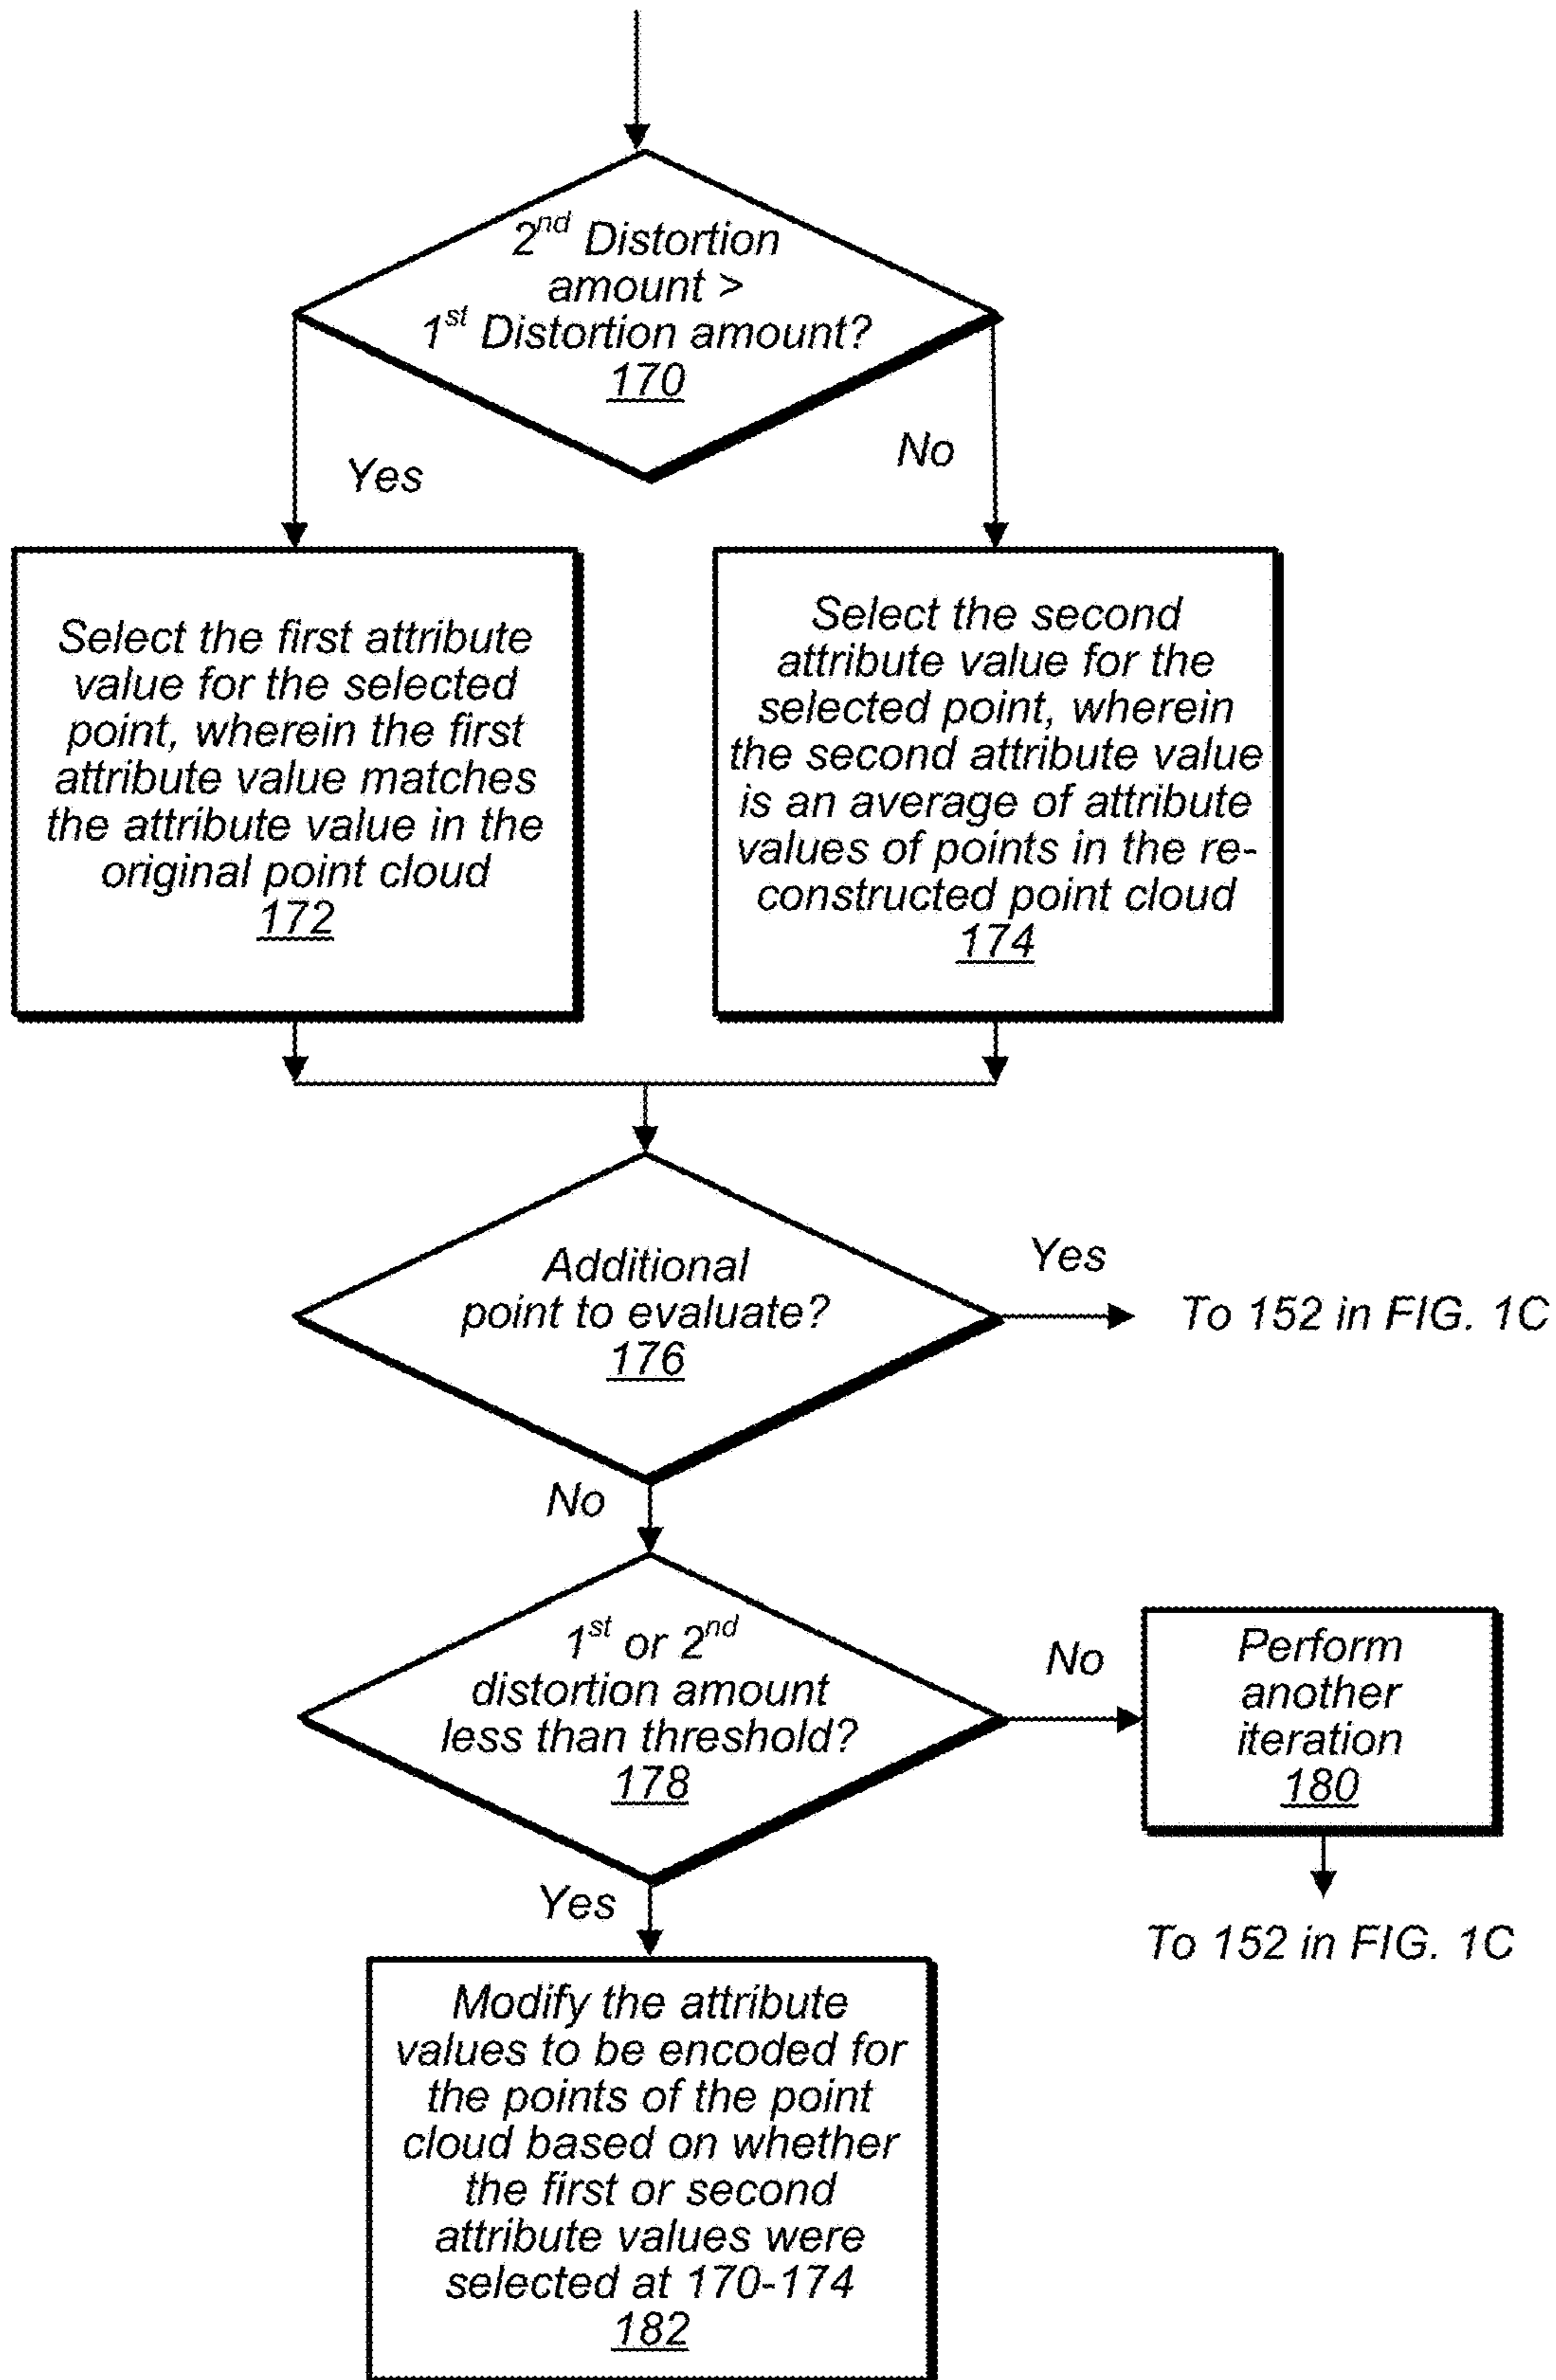 2nd Distortion
amount >
1st Distortion amount?
170
Yes
No
Select the first attribute
value for the selected
point, wherein the first
attribute value matches
the attribute value in the
original point cloud
172
Select the second
attribute value for the
selected point, wherein
the second attribute value
is an average of attribute
values of points in the re-
constructed point cloud
174
Additional
point to evaluate?
176
Yes
To 152 in FIG. 1C
No
1st or 2nd
distortion amount
less than threshold?
178
No
Perform
another
iteration
180
To 152 in FIG. 1C
Yes
Modify the attribute
values to be encoded for
the points of the point
cloud based on whether
the first or second
attribute values were
selected at 170-174
182